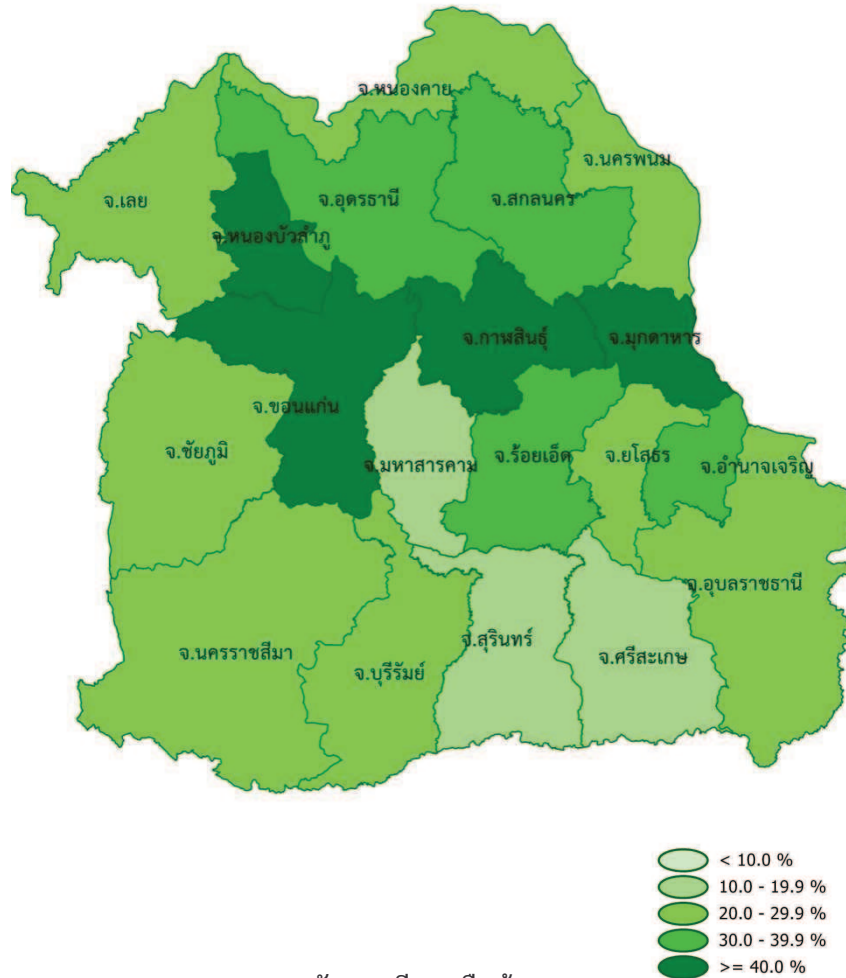 จ.หนองคาย
จ.นครพนม
จ.เลย
จ.อุดรธานี
จ.สกลนคร
จ.หนองบัวลำภู
จ.กาฬสินธุ์
จ.มุกดาหาร
จ.ขอนแก่น
จ.ชัยภูมิ
จ.มหาสารคาม
จ.ร้อยเอ็ด
จ.ยโสธร
จ.อำนาจเจริญ
จ.อุบลราชธานี
จ.นครราชสีมา
จ.บุรีรัมย์
จ.สุรินทร์
จ.ศรีสะเกษ
< 10.0 %
10.0 - 19.9 %
20.0 - 29.9 %
30.0 - 39.9 %
>= 40.0 %